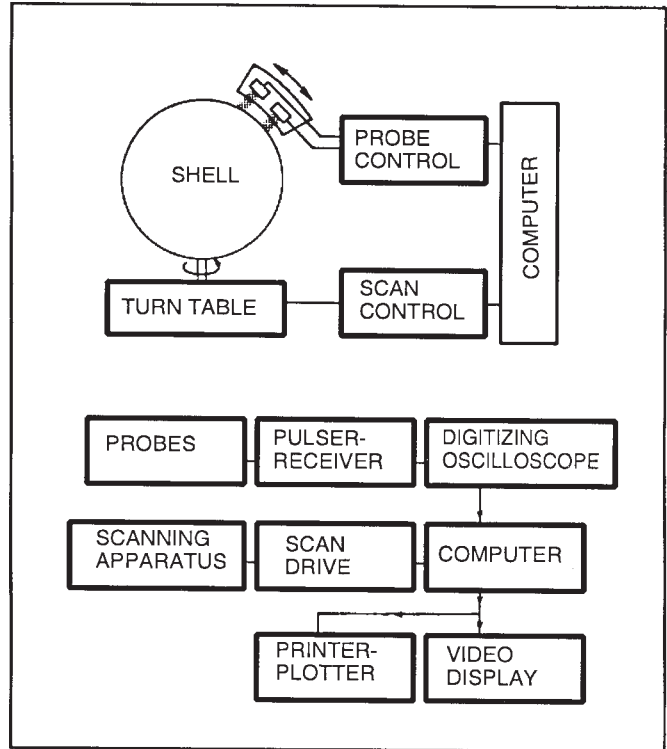 SHELL
PROBE
CONTROL
COMPUTER
TURN TABLE
SCAN
CONTROL
PROBES
PULSER-
RECEIVER
DIGITIZING
OSCILLOSCOPE
SCANNING
APPARATUS
SCAN
DRIVE
COMPUTER
PRINTER-
PLOTTER
VIDEO
DISPLAY